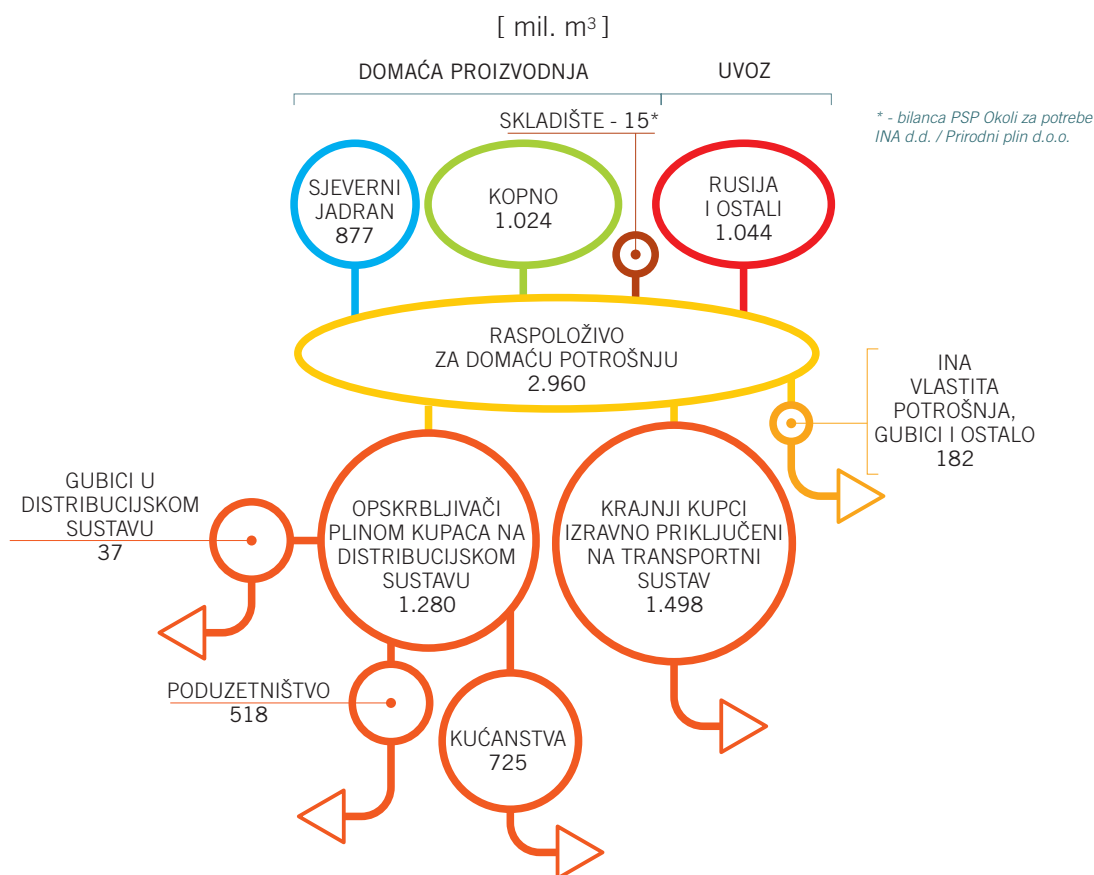 [ mil. m³ ]
DOMAĆA PROIZVODNJA
UVOZ
SKLADIŠTE - 15*
* - bilanca PSP Okoli za potrebe
INA d.d. / Prirodni plin d.o.o.
SJEVERNI
JADRAN
877
KOPNO
1.024
RUSIJA
I OSTALI
1.044
RASPOLOŽIVO
ZA DOMAĆU POTROŠNJU
2.960
INA
VLASTITA
POTROŠNJA,
GUBICI I OSTALO
182
GUBICI U
DISTRIBUCIJSKOM
SUSTAVU
37
OPSKRBLJIVAČI
PLINOM KUPACA NA
DISTRIBUCIJSKOM
SUSTAVU
1.280
KRAJNJI KUPCI
IZRAVNO PRIKLJUČENI
NA TRANSPORTNI
SUSTAV
1.498
PODUZETNIŠTVO
518
KUĆANSTVA
725